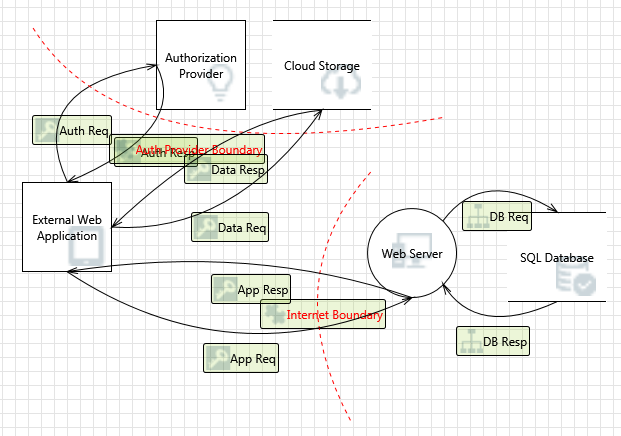 Authorization
Provider
Cloud Storage
Auth Req
Auth Provider Boundary
Auth Resp
Data Resp
External Web
Application
Data Req
DB Req
Web Server
SQL Database
App Resp
Internet Boundary
DB Resp
App Req